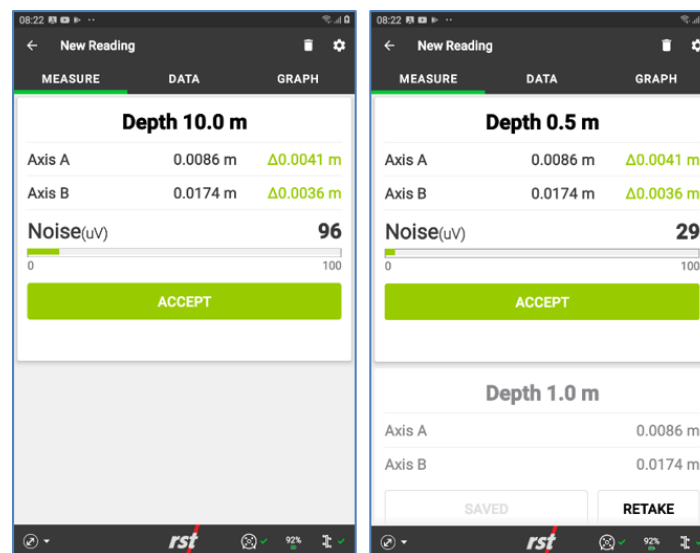 08:22
New Reading
MEASURE DATA GRAPH
Depth 10.0 m
Axis A 0.0086 m Δ0.0041 m
Axis B 0.0174 m Δ0.0036 m
Noise(uV) 96
0 100
ACCEPT
rst 92%
08:22
New Reading
MEASURE DATA GRAPH
Depth 0.5 m
Axis A 0.0086 m Δ0.0041 m
Axis B 0.0174 m Δ0.0036 m
Noise(uV) 29
0 100
ACCEPT
Depth 1.0 m
Axis A 0.0086 m
Axis B 0.0174 m
SAVED RETAKE
rst 92%